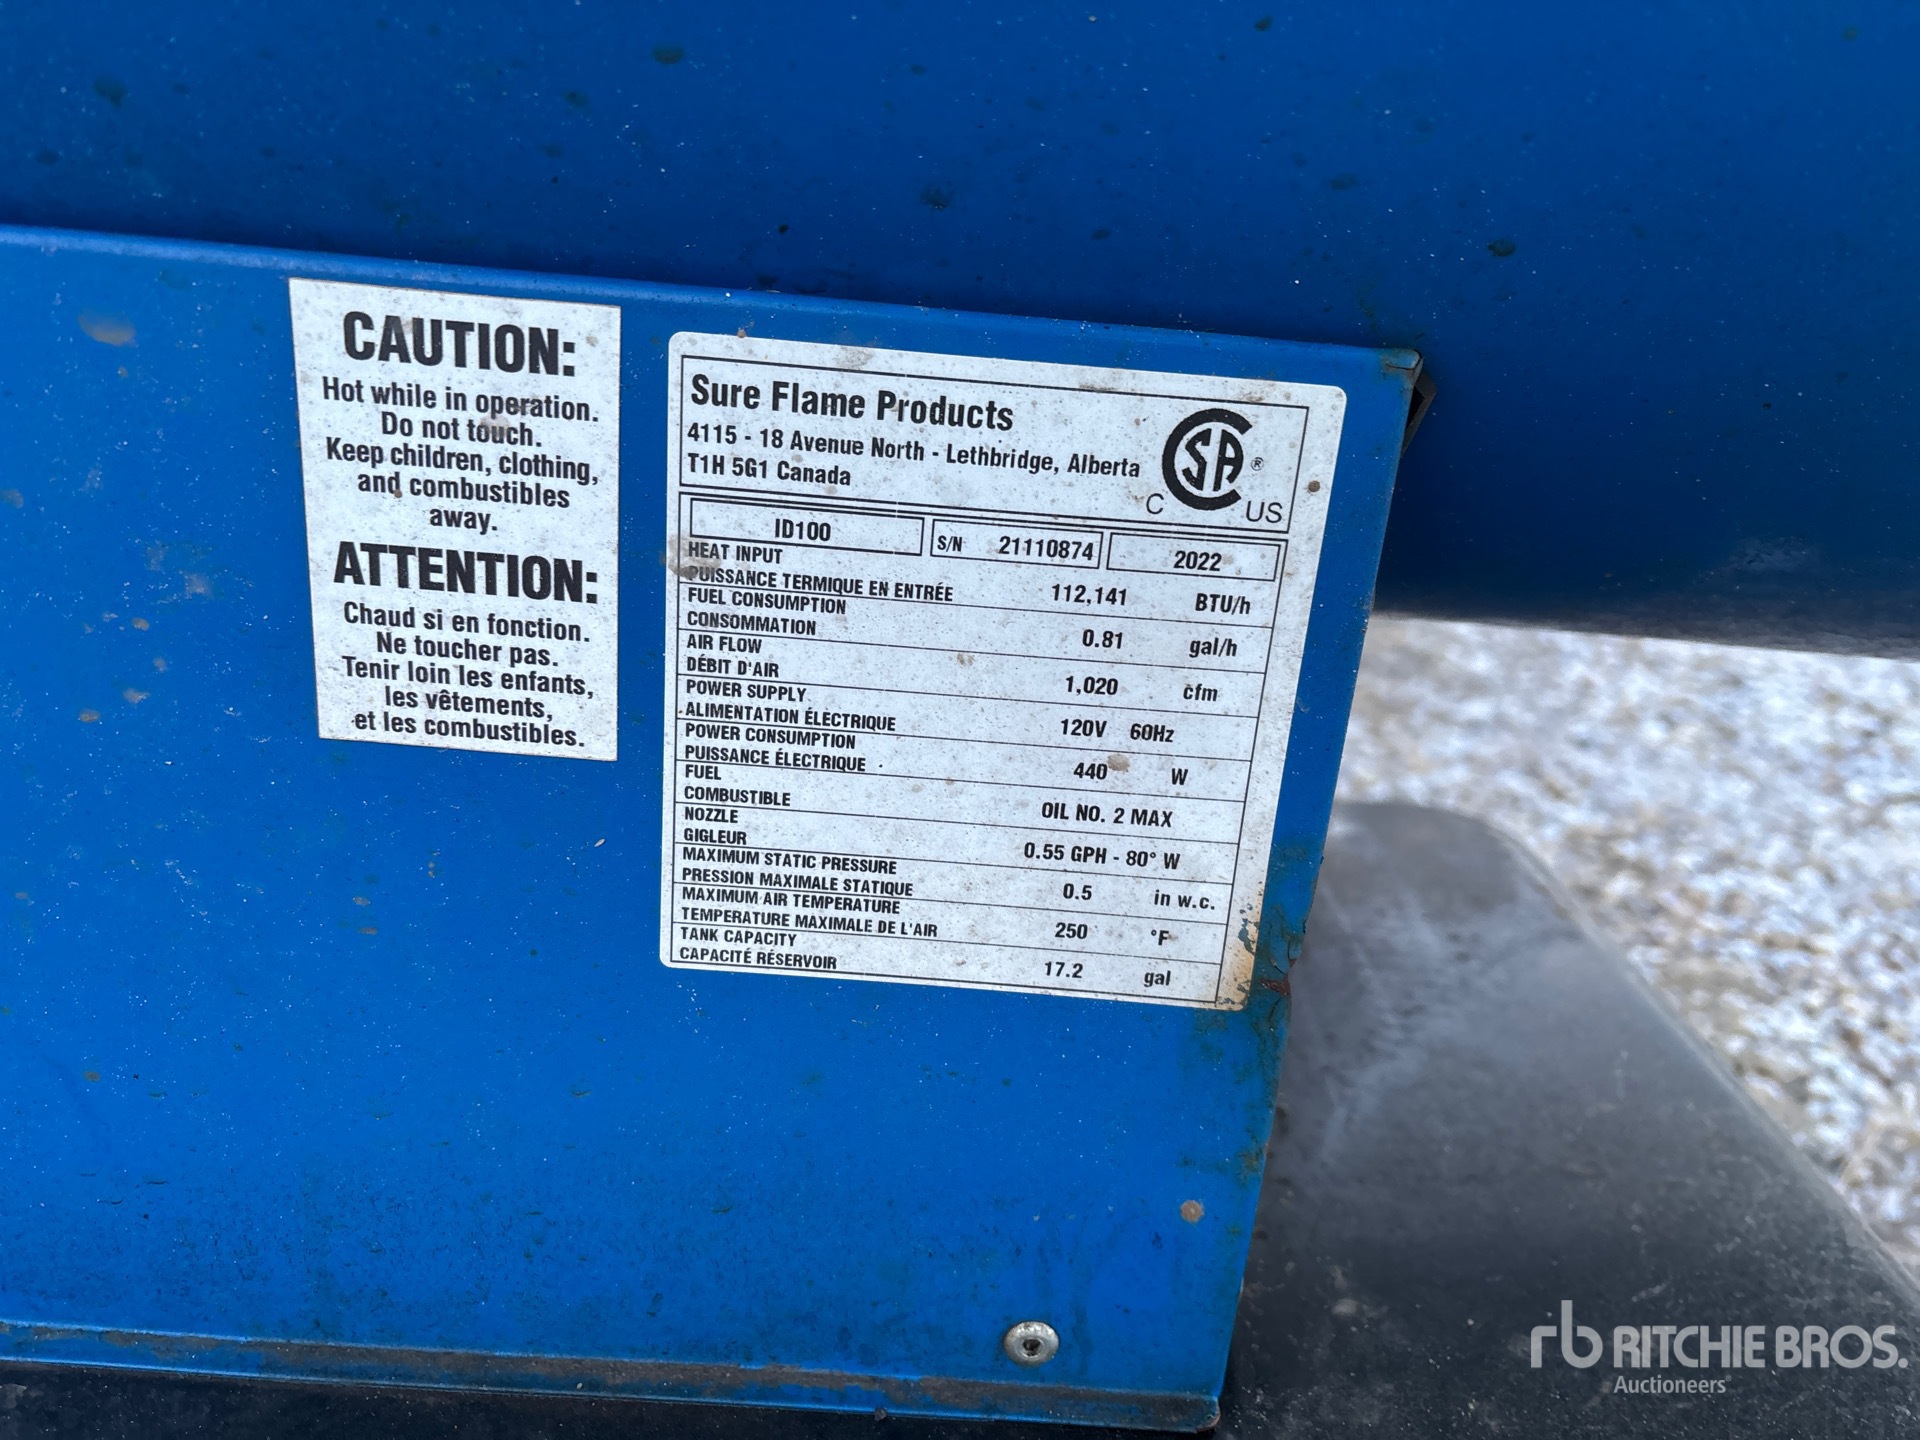 CAUTION:
Hot while in operation.
Do not touch.
Keep children, clothing,
and combustibles
away.
ATTENTION:
Chaud si en fonction.
Ne toucher pas.
Tenir loin les enfants,
les vêtements,
et les combustibles.
Sure Flame Products
4115 - 18 Avenue North - Lethbridge, Alberta
T1H 5G1 Canada
C SA ® US
ID100 S/N 21110874 2022
HEAT INPUT
PUISSANCE TERMIQUE EN ENTRÉE 112,141 BTU/h
FUEL CONSUMPTION
CONSOMMATION 0.81 gal/h
AIR FLOW
DÉBIT D'AIR 1,020 cfm
POWER SUPPLY
ALIMENTATION ÉLECTRIQUE 120V 60Hz
POWER CONSUMPTION
PUISSANCE ÉLECTRIQUE 440 W
FUEL
COMBUSTIBLE OIL NO. 2 MAX
NOZZLE
GIGLEUR 0.55 GPH - 80° W
MAXIMUM STATIC PRESSURE
PRESSION MAXIMALE STATIQUE 0.5 in w.c.
MAXIMUM AIR TEMPERATURE
TEMPERATURE MAXIMALE DE L'AIR 250 °F
TANK CAPACITY
CAPACITÉ RÉSERVOIR 17.2 gal
rb RITCHIE BROS.
Auctioneers